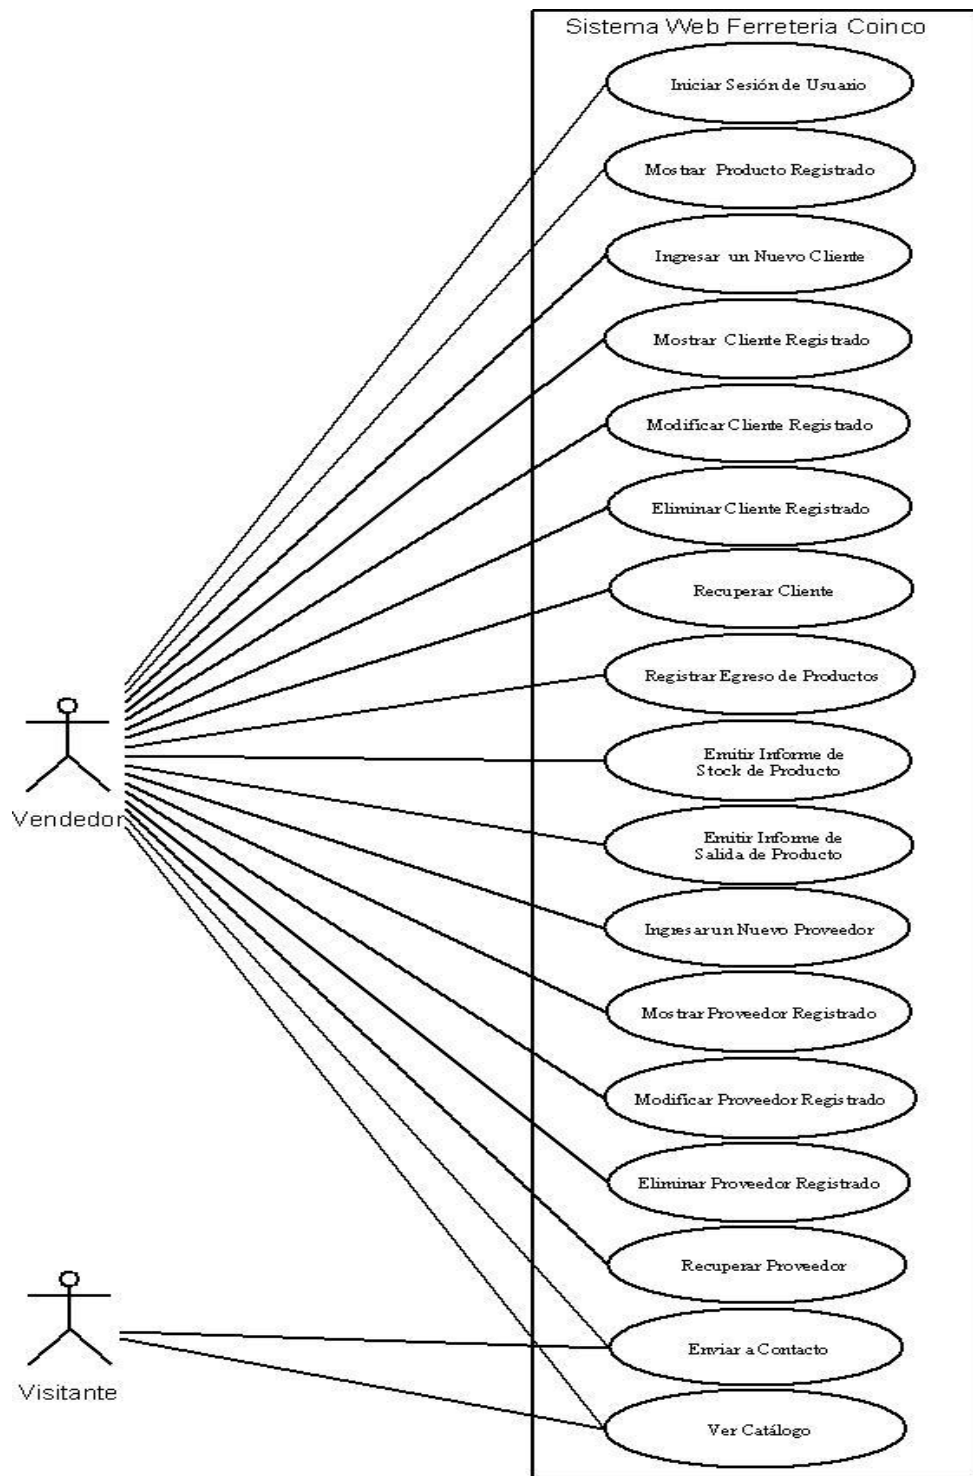 Sistema Web Ferreteria Coinco
Iniciar Sesión de Usuario
Mostrar Producto Registrado
Ingresar un Nuevo Cliente
Mostrar Cliente Registrado
Modificar Cliente Registrado
Eliminar Cliente Registrado
Recuperar Cliente
Registrar Egreso de Productos
Emitir Informe de
Stock de Producto
Vendedor
Emitir Informe de
Salida de Producto
Ingresar un Nuevo Proveedor
Mostrar Proveedor Registrado
Modificar Proveedor Registrado
Eliminar Proveedor Registrado
Recuperar Proveedor
Enviar a Contacto
Visitante
Ver Catálogo